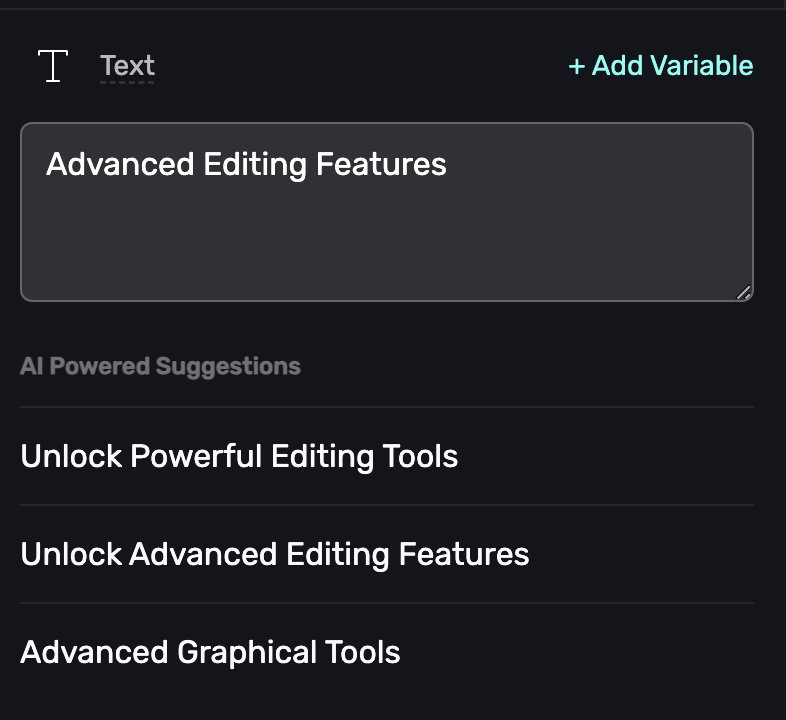 Text
+ Add Variable
Advanced Editing Features
AI Powered Suggestions
Unlock Powerful Editing Tools
Unlock Advanced Editing Features
Advanced Graphical Tools